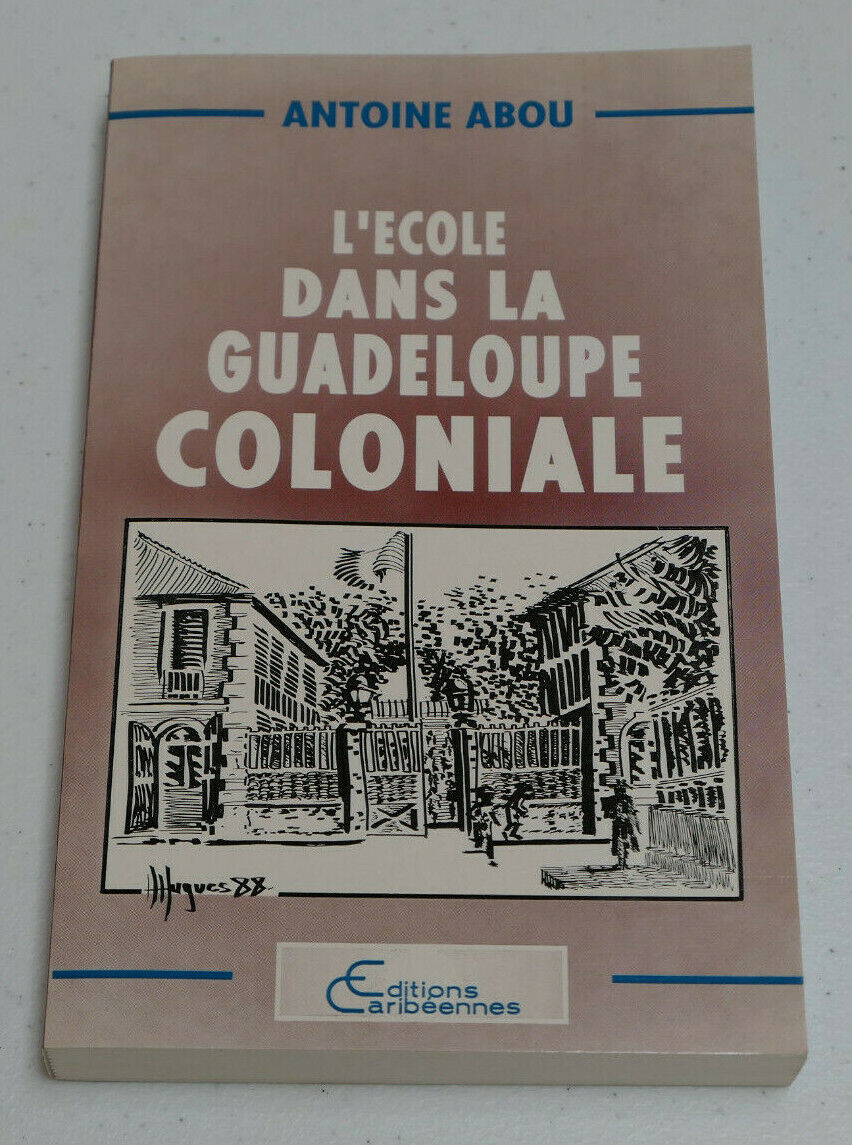 ANTOINE ABOU
L'ECOLE
DANS LA
GUADELOUPE
COLONIALE
Hugues 88
Editions
Caribéennes